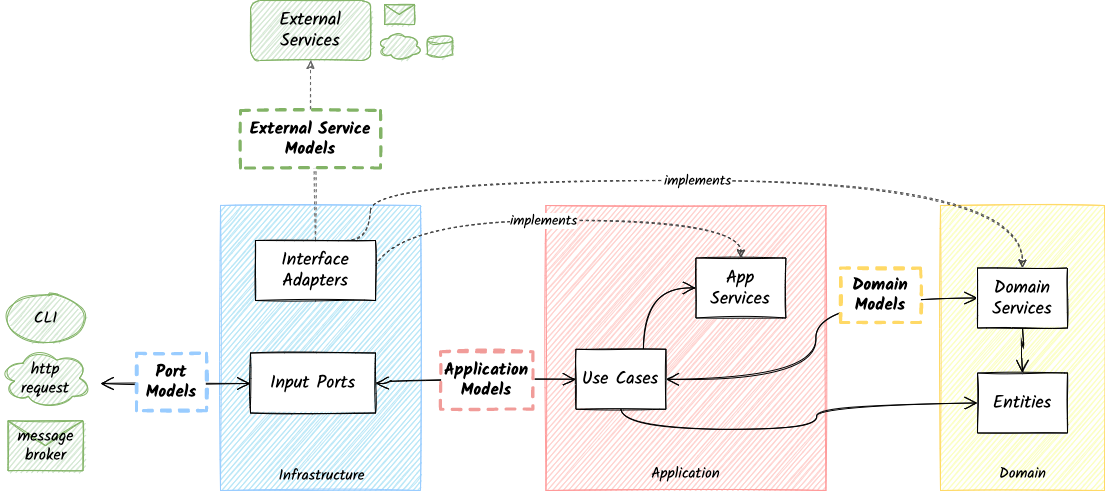 External
Services
External Service
Models
implements
implements
Interface
Adapters
App
Services
Domain
Models
Domain
Services
CLI
http
request
Port
Models
Input Ports
Application
Models
Use Cases
Entities
message
broker
Infrastructure
Application
Domain